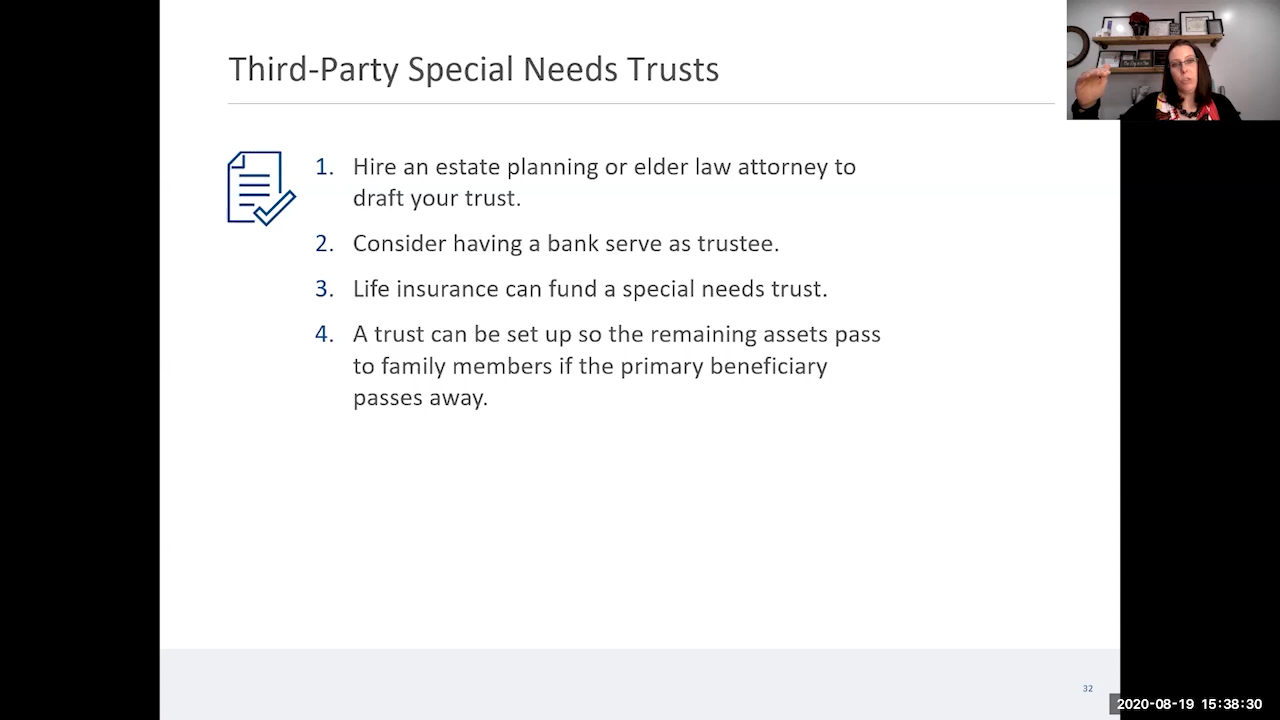 Third-Party Special Needs Trusts
1. Hire an estate planning or elder law attorney to
draft your trust.
2. Consider having a bank serve as trustee.
3. Life insurance can fund a special needs trust.
4. A trust can be set up so the remaining assets pass
to family members if the primary beneficiary
passes away.
32
2020-08-19 15:38:30